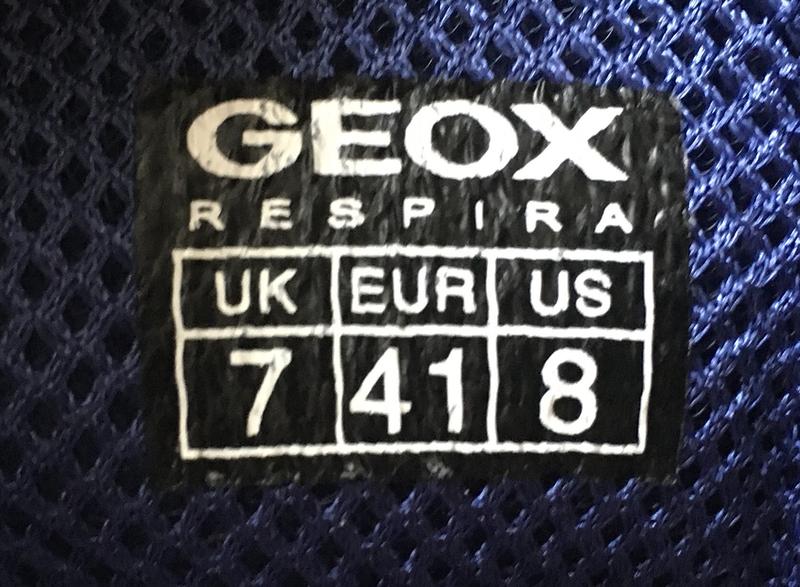 GEOX
RESPIRA
UK EUR US
7 41 8